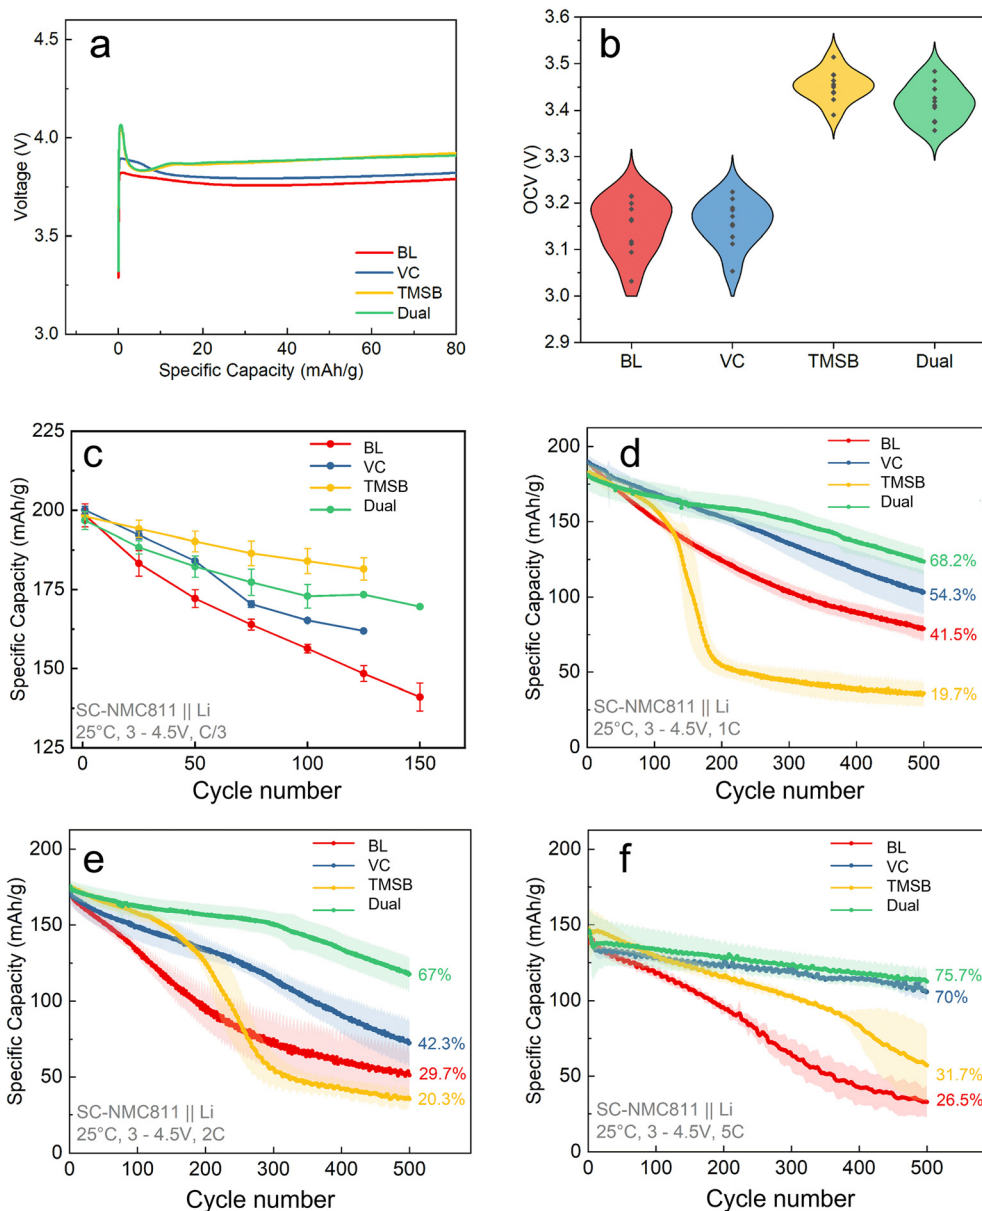 a
4.5
4.0
3.5
3.0
Voltage (V)
0
20
40
60
80
Specific Capacity (mAh/g)
BL
VC
TMSB
Dual
b
3.6
3.5
3.4
3.3
3.2
3.1
3.0
2.9
OCV (V)
BL
VC
TMSB
Dual
c
225
200
175
150
125
Specific Capacity (mAh/g)
BL
VC
TMSB
Dual
SC-NMC811 || Li
25°C, 3 - 4.5V, C/3
0
50
100
150
Cycle number
d
200
150
100
50
0
Specific Capacity (mAh/g)
BL
VC
TMSB
Dual
68.2%
54.3%
41.5%
19.7%
SC-NMC811 || Li
25°C, 3 - 4.5V, 1C
0
100
200
300
400
500
Cycle number
e
200
150
100
50
0
Specific Capacity (mAh/g)
BL
VC
TMSB
Dual
67%
42.3%
29.7%
20.3%
SC-NMC811 || Li
25°C, 3 - 4.5V, 2C
0
100
200
300
400
500
Cycle number
f
200
150
100
50
0
Specific Capacity (mAh/g)
BL
VC
TMSB
Dual
75.7%
70%
31.7%
26.5%
SC-NMC811 || Li
25°C, 3 - 4.5V, 5C
0
100
200
300
400
500
Cycle number